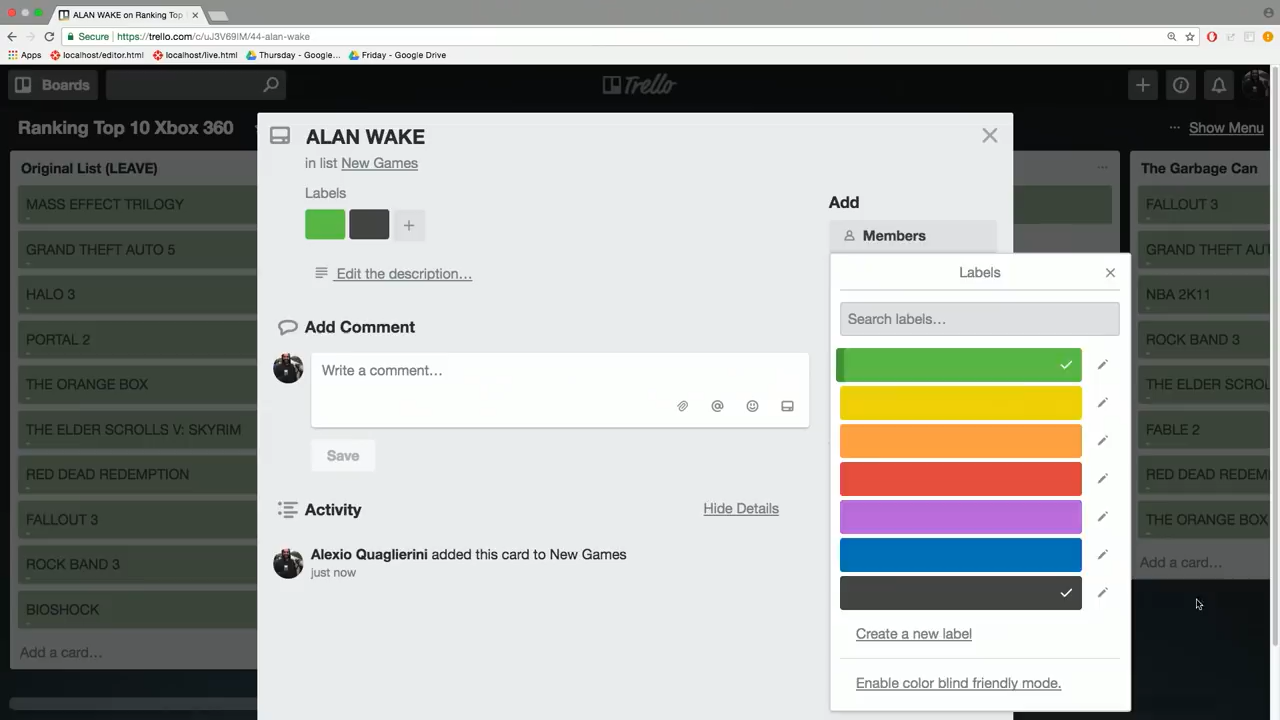 ALAN WAKE on Ranking Top
Secure https://trello.com/c/uJ3V69lM/44-alan-wake
Apps localhost/editor.html localhost/live.html Thursday - Google... Friday - Google Drive
Boards
Trello
Ranking Top 10 Xbox 360
Show Menu
Original List (LEAVE)
MASS EFFECT TRILOGY
GRAND THEFT AUTO 5
HALO 3
PORTAL 2
THE ORANGE BOX
THE ELDER SCROLLS V: SKYRIM
RED DEAD REDEMPTION
FALLOUT 3
ROCK BAND 3
BIOSHOCK
Add a card…
ALAN WAKE
in list New Games
Labels
Edit the description…
Add Comment
Write a comment…
Save
Activity
Hide Details
Alexio Quaglierini added this card to New Games
just now
Add
Members
Labels
Search labels…
Create a new label
Enable color blind friendly mode.
The Garbage Can
FALLOUT 3
GRAND THEFT AUT
NBA 2K11
ROCK BAND 3
THE ELDER SCROL
FABLE 2
RED DEAD REDEM
THE ORANGE BOX
Add a card…